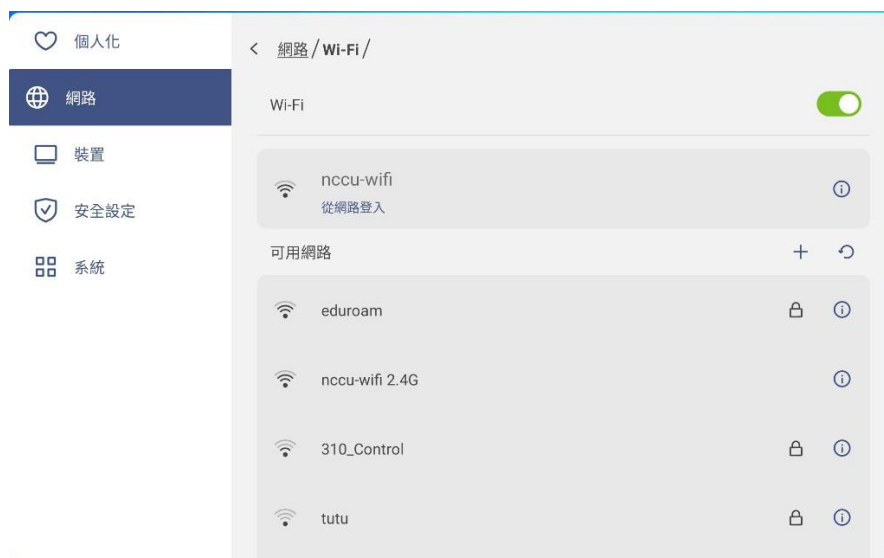 個人化
網路
裝置
安全設定
系統
網路/Wi-Fi/
Wi-Fi
nccu-wifi
從網路登入
可用網路
eduroam
nccu-wifi 2.4G
310_Control
tutu